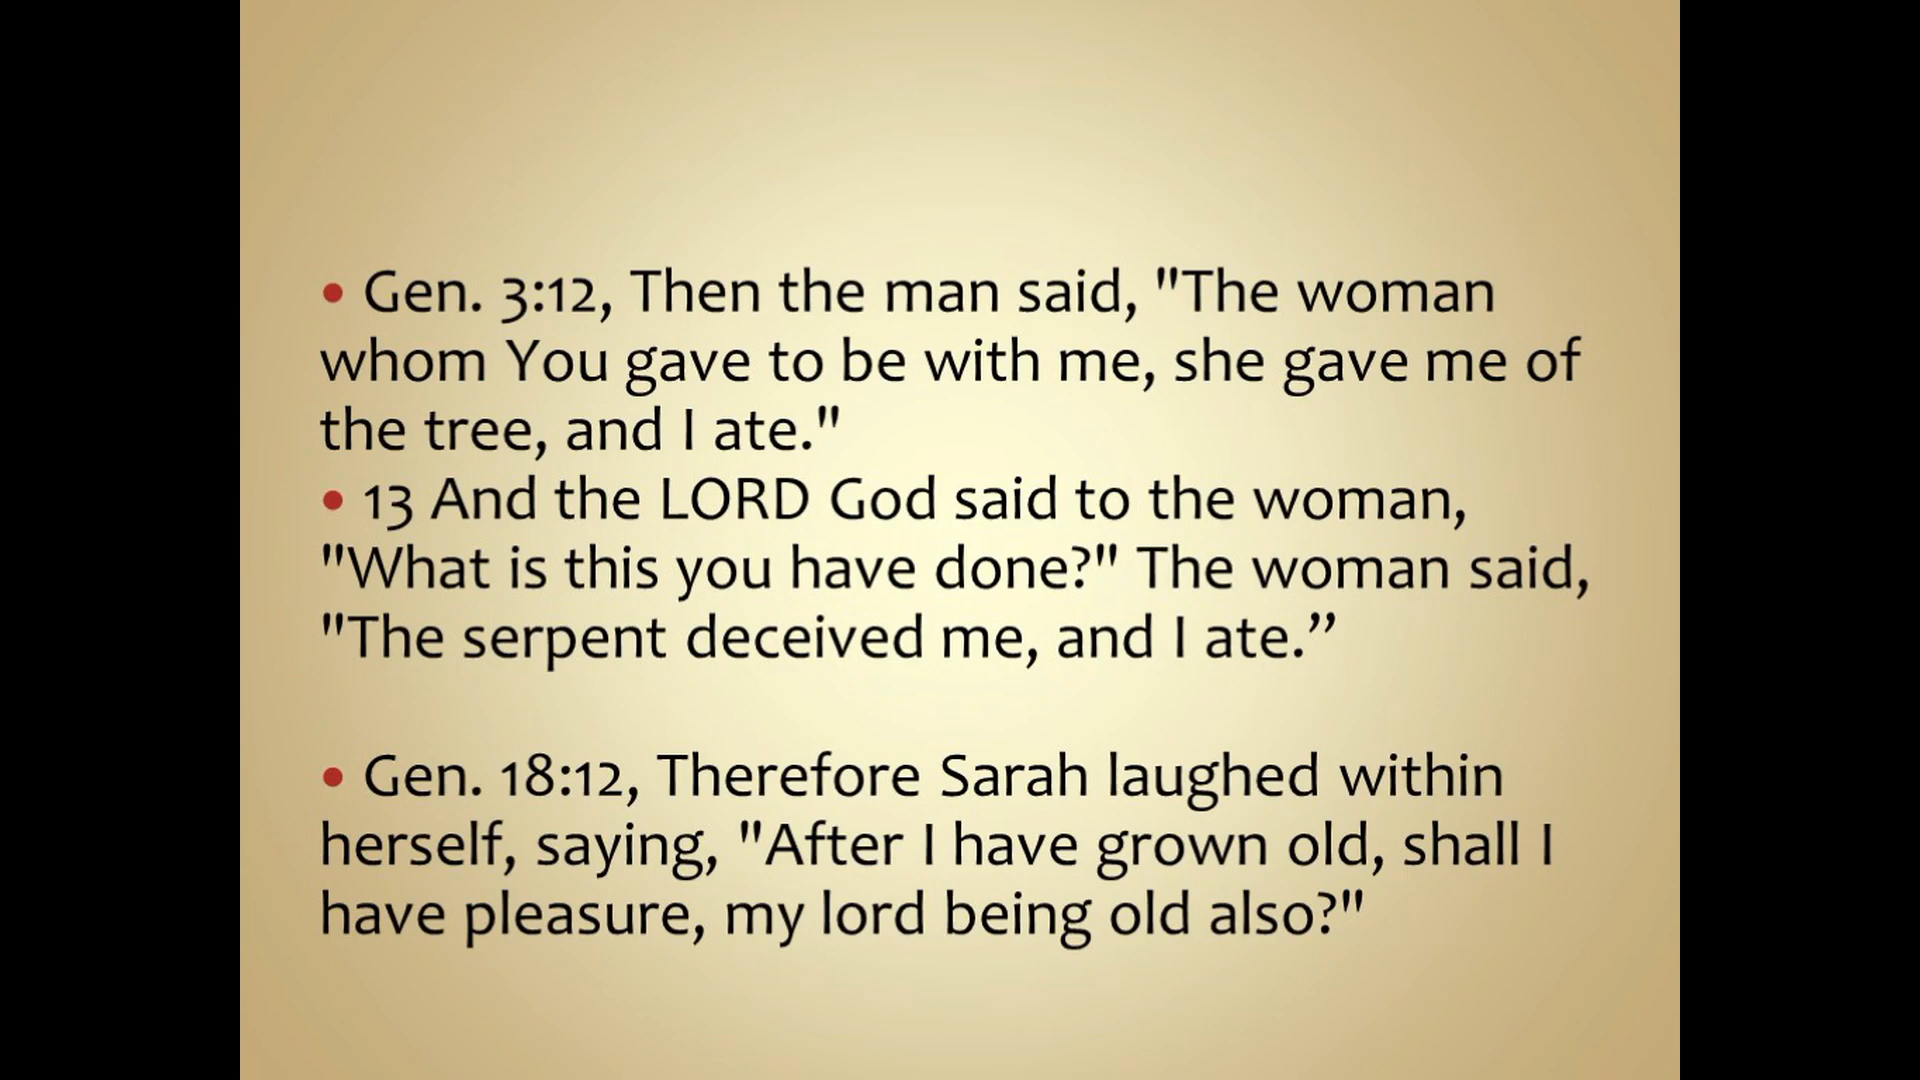 • Gen. 3:12, Then the man said, "The woman
whom You gave to be with me, she gave me of
the tree, and I ate."
• 13 And the LORD God said to the woman,
"What is this you have done?" The woman said,
"The serpent deceived me, and I ate.”
• Gen. 18:12, Therefore Sarah laughed within
herself, saying, "After I have grown old, shall I
have pleasure, my lord being old also?"